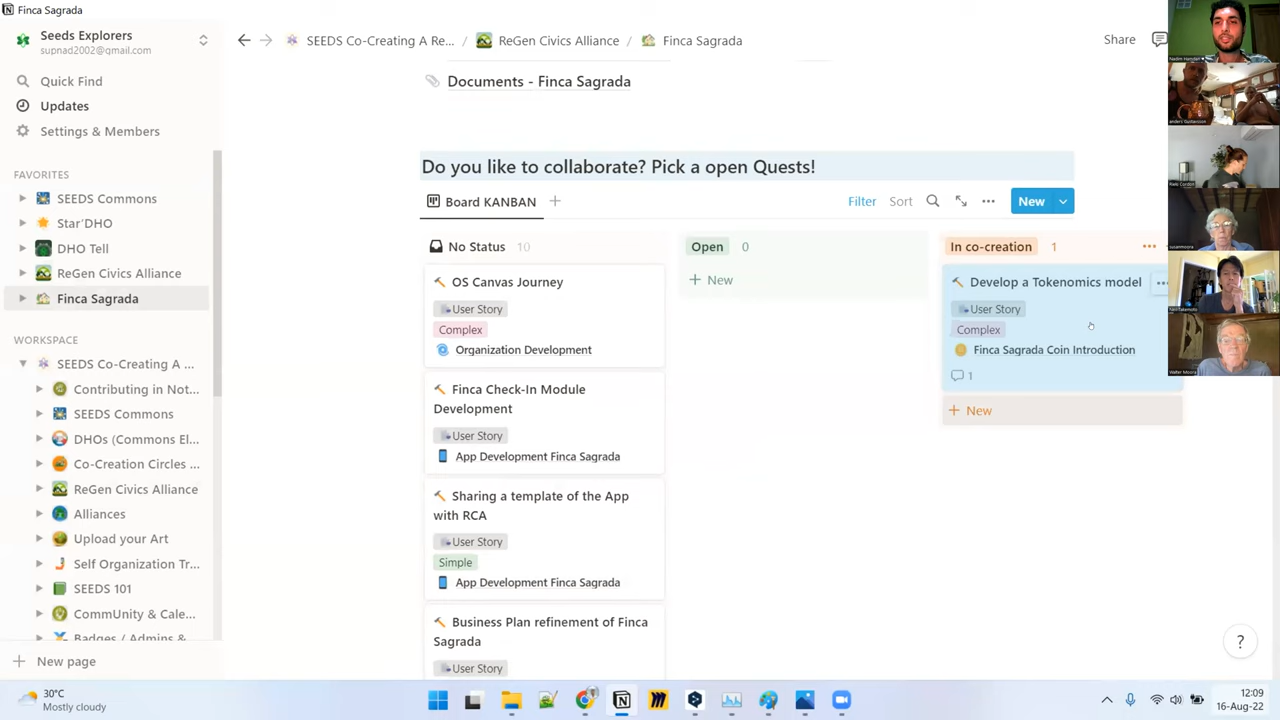 Finca Sagrada
Seeds Explorers
supnad2002@gmail.com
Quick Find
Updates
Settings & Members
FAVORITES
SEEDS Commons
Star'DHO
DHO Tell
ReGen Civics Alliance
Finca Sagrada
WORKSPACE
SEEDS Co-Creating A ...
Contributing in Not...
SEEDS Commons
DHOs (Commons El...
Co-Creation Circles ...
ReGen Civics Alliance
Alliances
Upload your Art
Self Organization Tr...
SEEDS 101
CommUnity & Cale...
Badges / Admins &
New page
SEEDS Co-Creating A Re... / ReGen Civics Alliance / Finca Sagrada
Share
Documents - Finca Sagrada
Do you like to collaborate? Pick a open Quests!
Board KANBAN
Filter
Sort
New
No Status 10
OS Canvas Journey
User Story
Complex
Organization Development
Finca Check-In Module
Development
User Story
App Development Finca Sagrada
Sharing a template of the App
with RCA
User Story
Simple
App Development Finca Sagrada
Business Plan refinement of Finca
Sagrada
User Story
Open 0
+ New
In co-creation 1
Develop a Tokenomics model
User Story
Complex
Finca Sagrada Coin Introduction
1
+ New
?
30°C
Mostly cloudy
12:09
16-Aug-22